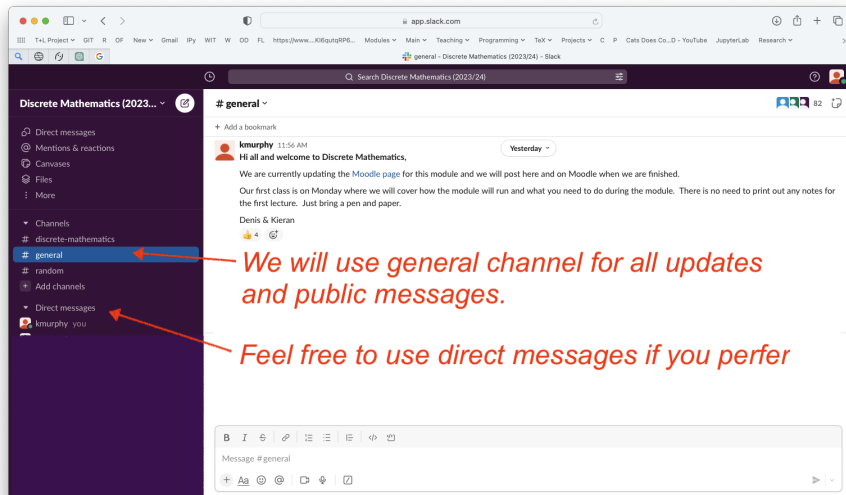 app.slack.com
T+L Project GIT R OF New Gmail IPy WIT W OD FL https://www....Ki6qutqRP6... Modules Main Teaching Programming TeX Projects C P Cats Does Co...D - YouTube JupyterLab Research
general - Discrete Mathematics (2023/24) - Slack
Search Discrete Mathematics (2023/24)
Discrete Mathematics (2023...
Direct messages
Mentions & reactions
Canvases
Files
More
Channels
# discrete-mathematics
# general
# random
+ Add channels
Direct messages
kmurphy you
# general
82
+ Add a bookmark
Yesterday
kmurphy 11:56 AM
Hi all and welcome to Discrete Mathematics,
We are currently updating the Moodle page for this module and we will post here and on Moodle when we are finished.
Our first class is on Monday where we will cover how the module will run and what you need to do during the module. There is no need to print out any notes for
the first lecture. Just bring a pen and paper.
Denis & Kieran
4
We will use general channel for all updates
and public messages.
Feel free to use direct messages if you perfer
B I S
Message #general
+ Aa @